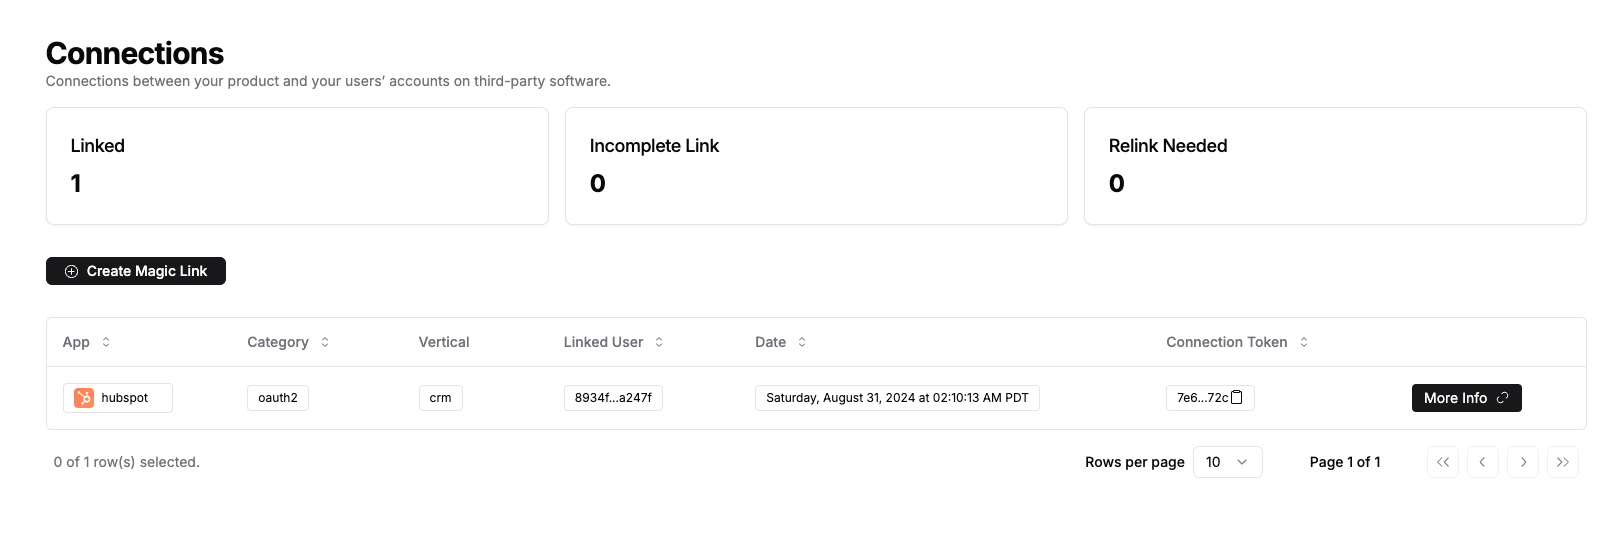 Connections
Connections between your product and your users’ accounts on third-party software.
Linked
1
Incomplete Link
0
Relink Needed
0
Create Magic Link
App Category Vertical Linked User Date Connection Token
hubspot oauth2 crm 8934f...a247f Saturday, August 31, 2024 at 02:10:13 AM PDT 7e6...72c More Info
0 of 1 row(s) selected. Rows per page 10 Page 1 of 1